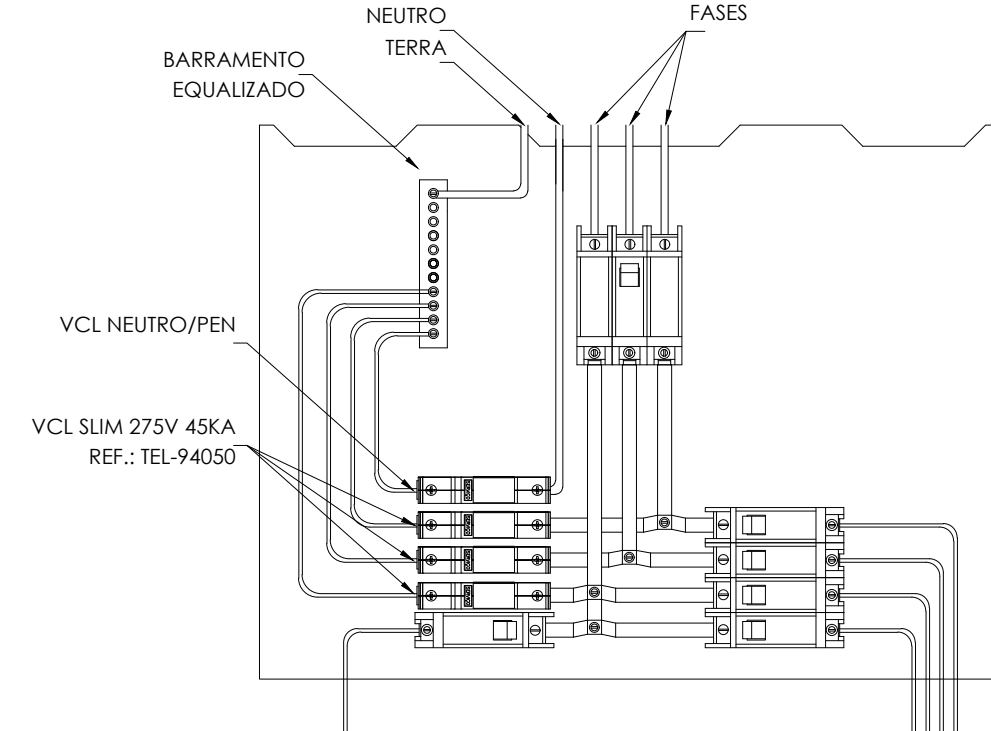 NEUTRO
TERRA
FASES
BARRAMENTO
EQUALIZADO
VCL NEUTRO/PEN
VCL SLIM 275V 45KA
REF.: TEL-94050